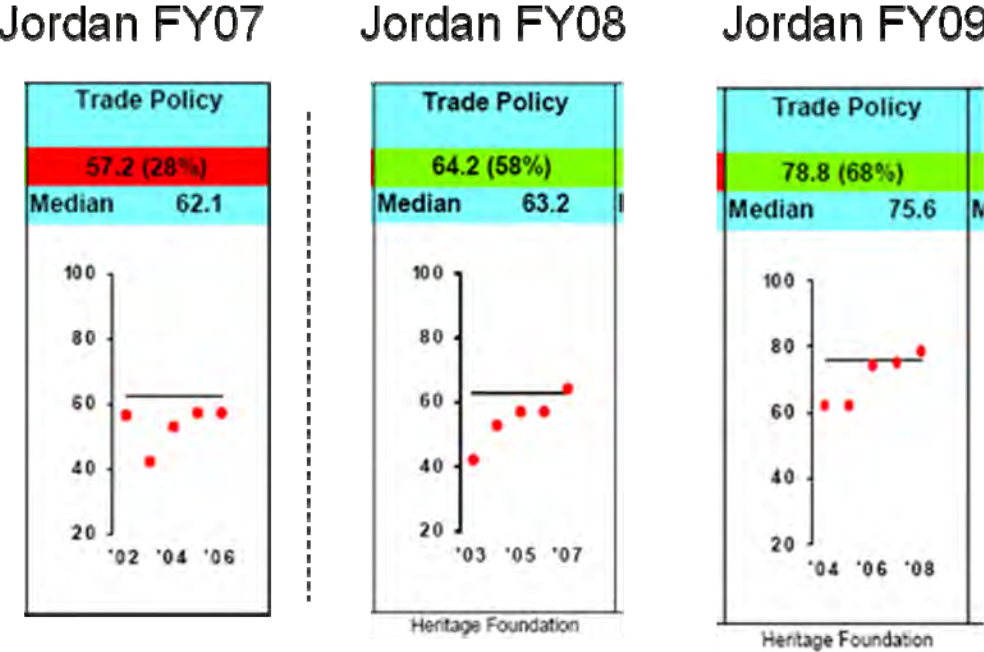 Jordan FY07
Trade Policy
57.2 (28%)
Median 62.1
100
80
60
40
20
'02 '04 '06
Jordan FY08
Trade Policy
64.2 (58%)
Median 63.2
100
80
60
40
20
'03 '05 '07
Heritage Foundation
Jordan FY09
Trade Policy
78.8 (68%)
Median 75.6
M
100
80
60
40
20
'04 '06 '08
Heritage Foundation